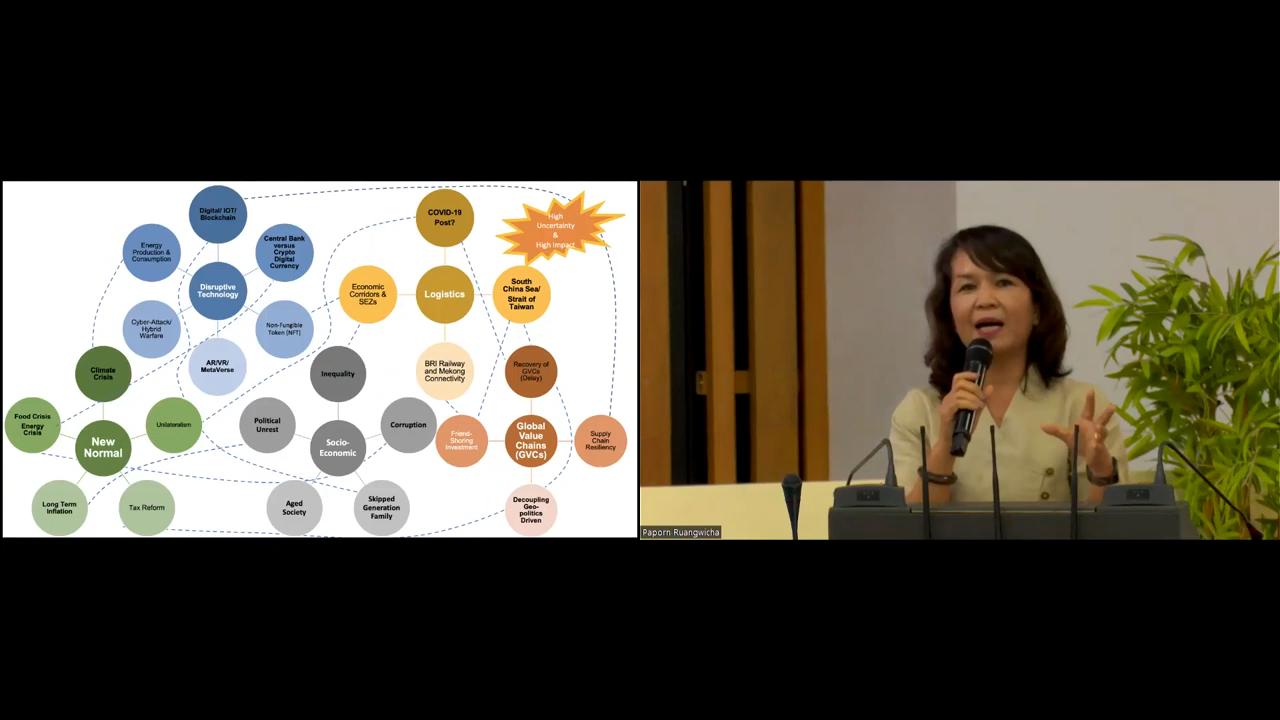 Digital/ IOT/
Blockchain
Energy
Production &
Consumption
Central Bank
versus
Crypto
Digital
Currency
Disruptive
Technology
Cyber-Attack/
Hybrid
Warfare
Non-Fungible
Token (NFT)
AR/VR/
MetaVerse
COVID-19
Post?
High
Uncertainty
&
High Impact
Economic
Corridors &
SEZs
Logistics
South
China Sea/
Strait of
Taiwan
BRI Railway
and Mekong
Connectivity
Climate
Crisis
Food Crisis
Energy
Crisis
Unilateralism
New
Normal
Long Term
Inflation
Tax Reform
Inequality
Political
Unrest
Corruption
Socio-
Economic
Aged
Society
Skipped
Generation
Family
Recovery of
GVCs
(Delay)
Friend-
Shoring
Investment
Global
Value
Chains
(GVCs)
Supply
Chain
Resiliency
Decoupling
Geo-
politics
Driven
Paporn Ruangwicha